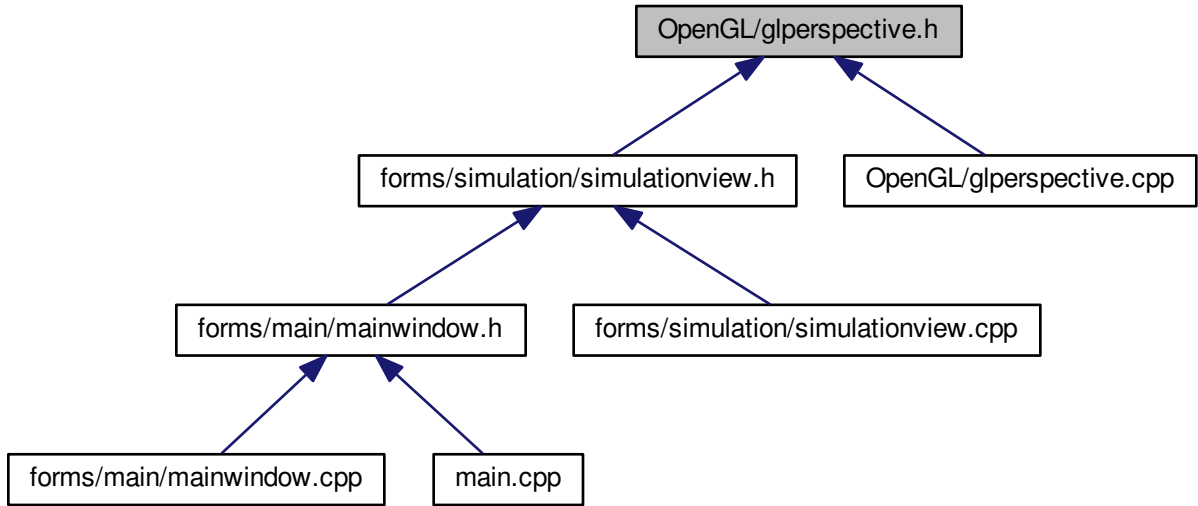 OpenGL/glperspective.h
forms/simulation/simulationview.h
OpenGL/glperspective.cpp
forms/main/mainwindow.h
forms/simulation/simulationview.cpp
forms/main/mainwindow.cpp
main.cpp